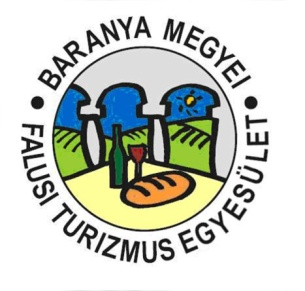 BARANYA MEGYEI
FALUSI TURIZMUS EGYESÜLET